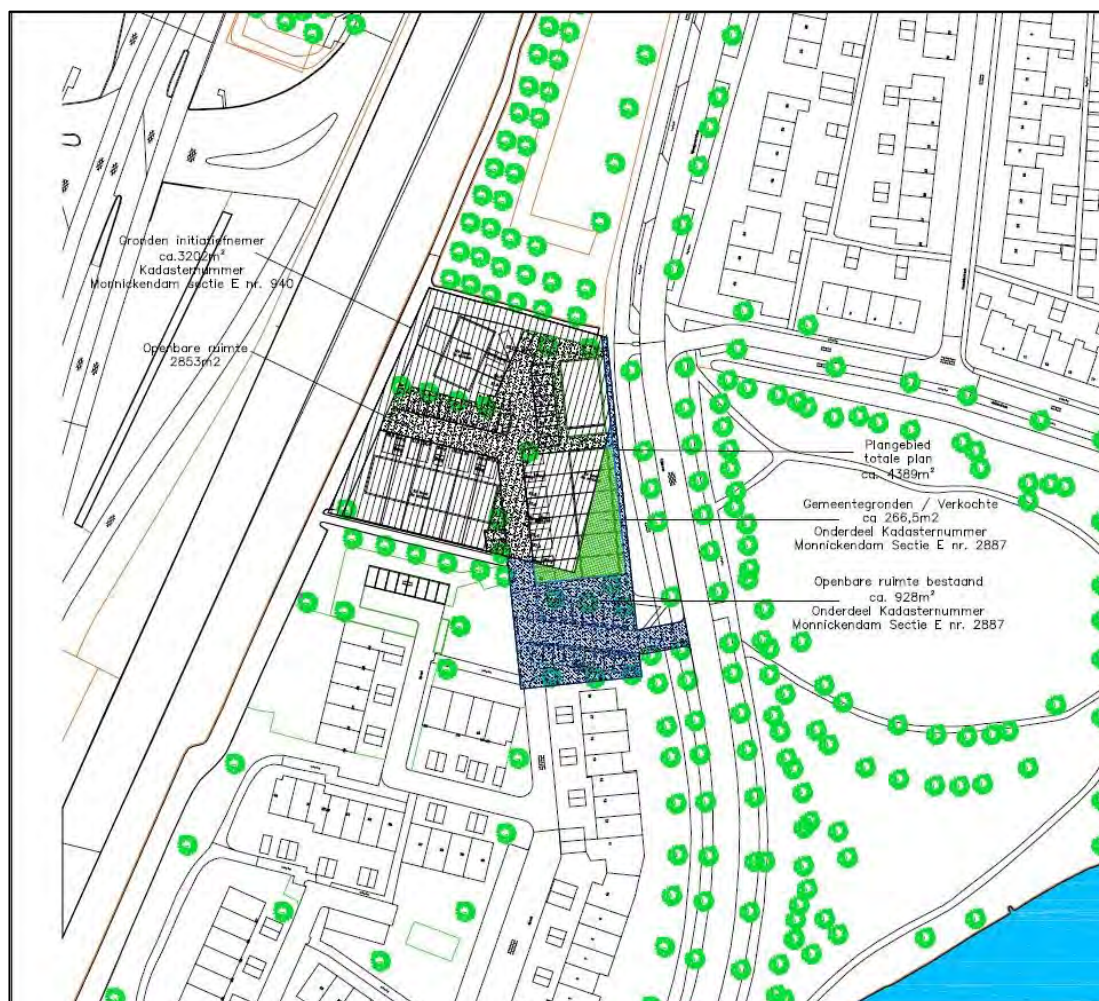 Gronden initiatiefnemer
ca.3202m²
Kadasternummer
Monnickendam sectie E nr. 940
Openbare ruimte
2853m2
Plangebied
totale plan
ca. 4389m²
Gemeentegronden / Verkochte
ca 266,5m2
Onderdeel Kadasternummer
Monnickendam Sectie E nr. 2887
Openbare ruimte bestaand
ca. 928m²
Onderdeel Kadasternummer
Monnickendam Sectie E nr. 2887